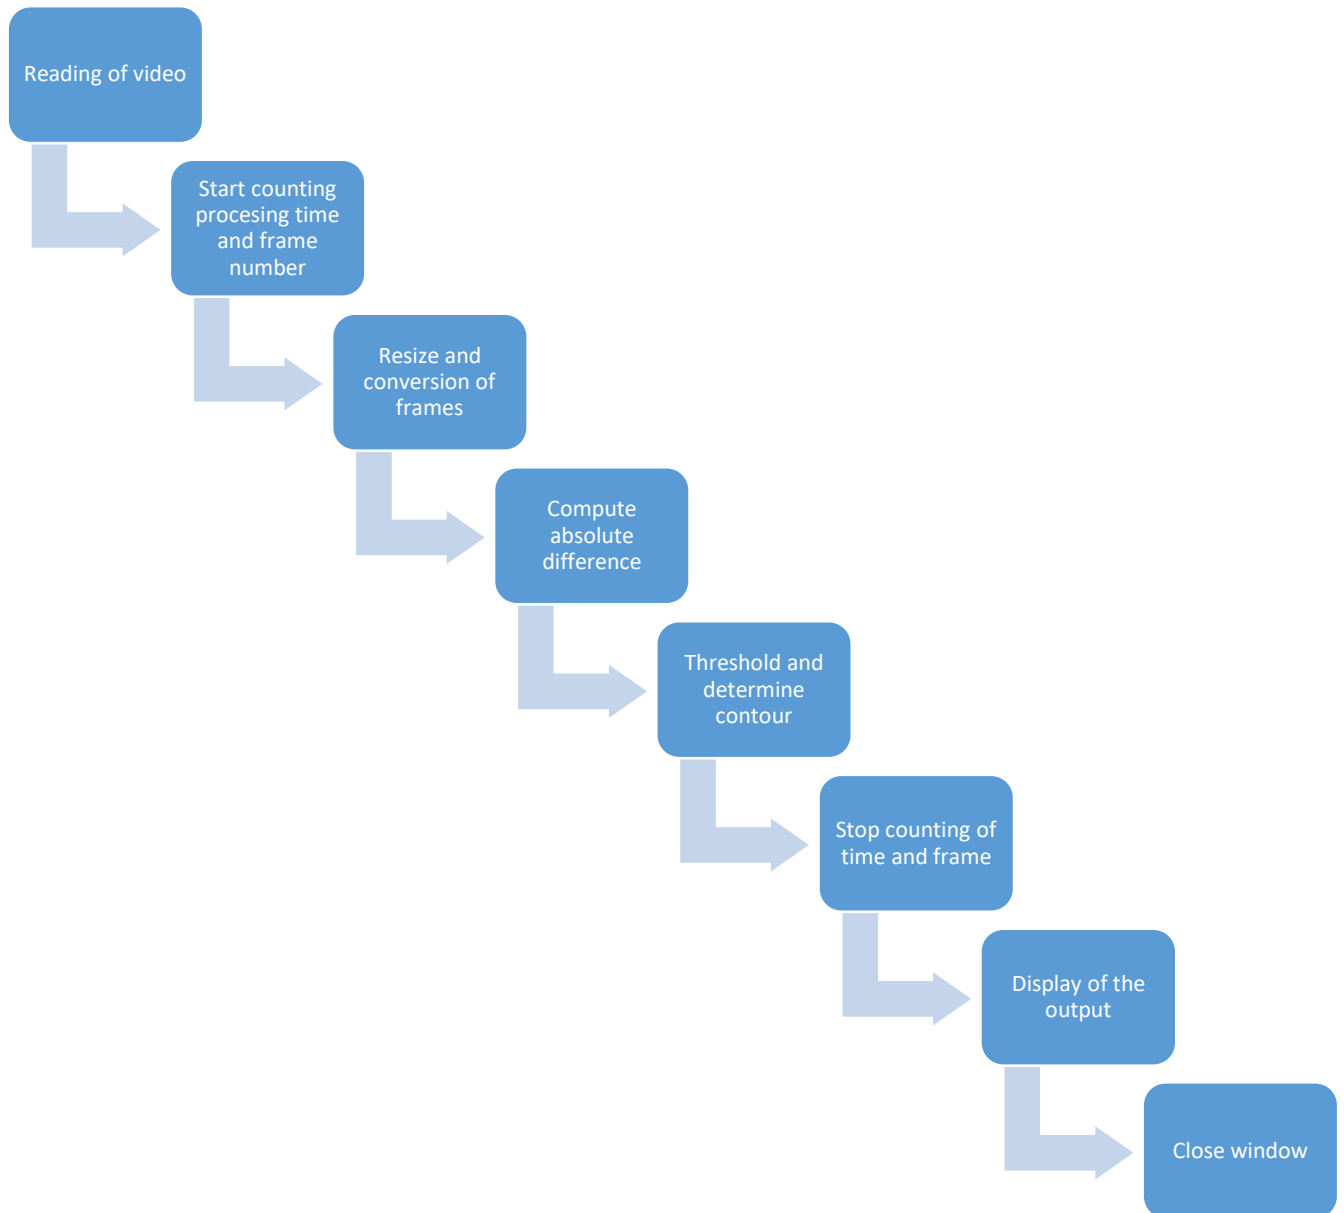 Reading of video
Start counting
procesing time
and frame
number
Resize and
conversion of
frames
Compute
absolute
difference
Threshold and
determine
contour
Stop counting of
time and frame
Display of the
output
Close window